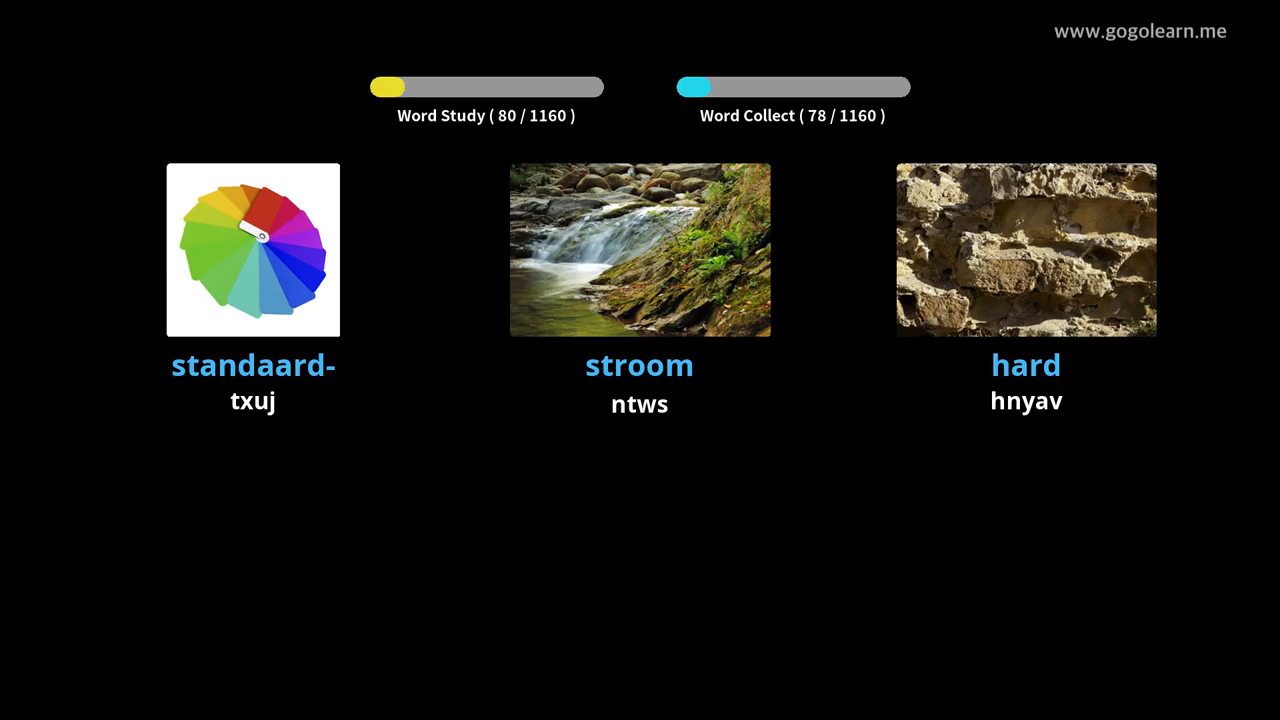 www.gogolearn.me
Word Study ( 80 / 1160 )
Word Collect ( 78 / 1160 )
standaard-
txuj
stroom
ntws
hard
hnyav